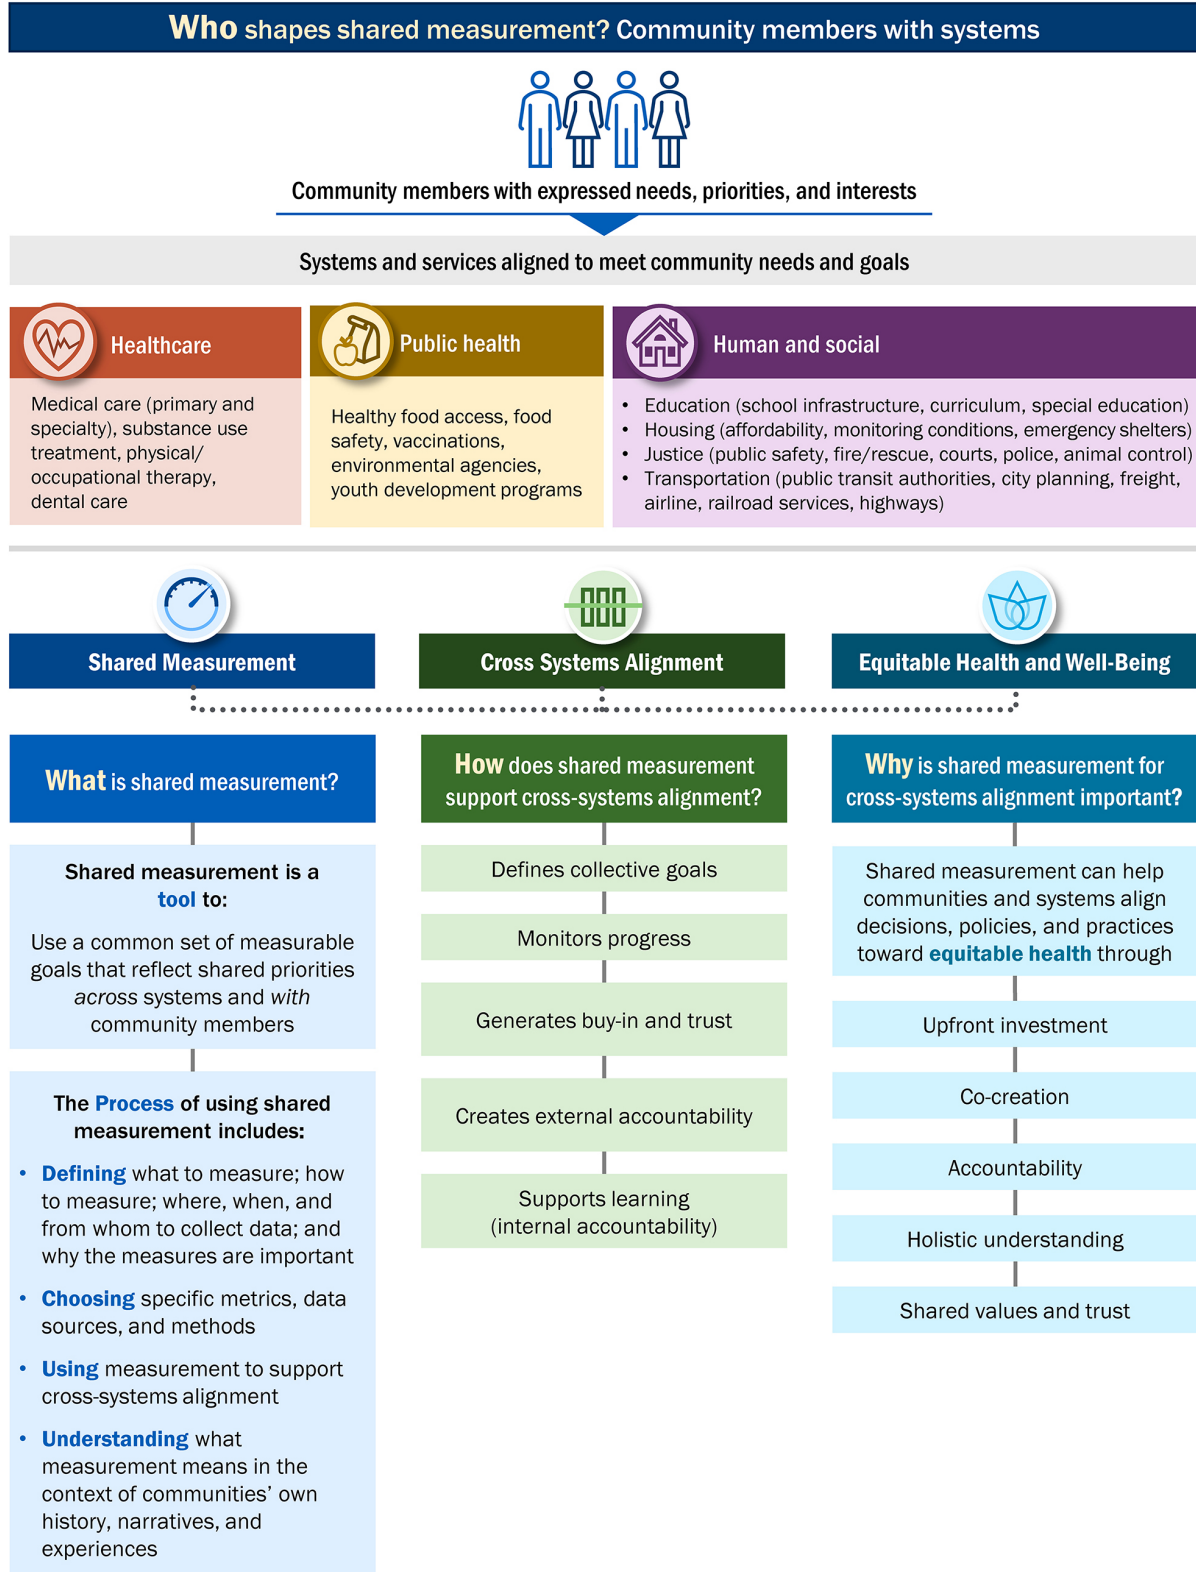 Who shapes shared measurement? Community members with systems
Community members with expressed needs, priorities, and interests
Systems and services aligned to meet community needs and goals
Healthcare
Medical care (primary and
specialty), substance use
treatment, physical/
occupational therapy,
dental care
Public health
Healthy food access, food
safety, vaccinations,
environmental agencies,
youth development programs
Human and social
• Education (school infrastructure, curriculum, special education)
• Housing (affordability, monitoring conditions, emergency shelters)
• Justice (public safety, fire/rescue, courts, police, animal control)
• Transportation (public transit authorities, city planning, freight,
airline, railroad services, highways)
Shared Measurement
Cross Systems Alignment
Equitable Health and Well-Being
What is shared measurement?
Shared measurement is a
tool to:
Use a common set of measurable
goals that reflect shared priorities
across systems and with
community members
The Process of using shared
measurement includes:
• Defining what to measure; how
to measure; where, when, and
from whom to collect data; and
why the measures are important
• Choosing specific metrics, data
sources, and methods
• Using measurement to support
cross-systems alignment
• Understanding what
measurement means in the
context of communities’ own
history, narratives, and
experiences
How does shared measurement
support cross-systems alignment?
Defines collective goals
Monitors progress
Generates buy-in and trust
Creates external accountability
Supports learning
(internal accountability)
Why is shared measurement for
cross-systems alignment important?
Shared measurement can help
communities and systems align
decisions, policies, and practices
toward equitable health through
Upfront investment
Co-creation
Accountability
Holistic understanding
Shared values and trust